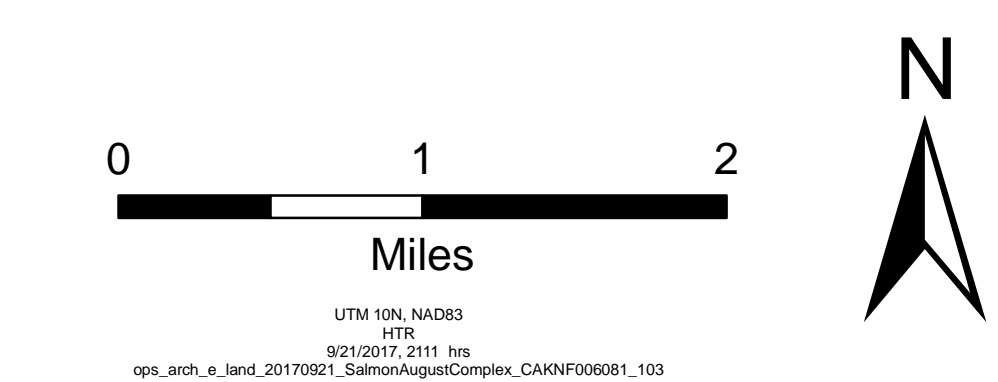 N
0 1 2
Miles
UTM 10N, NAD83
HTR
9/21/2017, 2111 hrs
ops_arch_e_land_20170921_SalmonAugustComplex_CAKNF006081_103